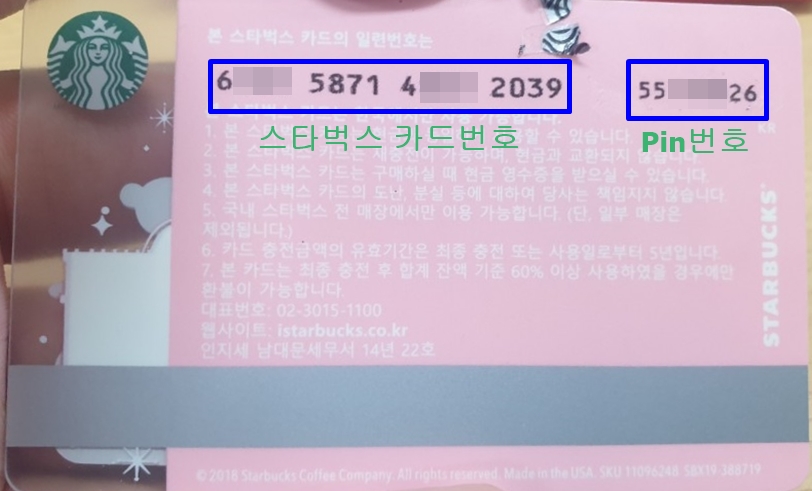 본 스타벅스 카드의 일련번호는
6 5871 4 2039
55 26
스타벅스 카드번호
Pin번호
KR
1. 본 할 수 있습니다
2. 본 스타벅스 카드는 재충전이 가능하며, 현금과 교환되지 않습니다.
3. 본 스타벅스 카드는 구매하실 때 현금 영수증을 받으실 수 있습니다.
4. 본 스타벅스 카드의 도난, 분실 등에 대하여 당사는 책임지지 않습니다.
5. 국내 스타벅스 전 매장에서만 이용 가능합니다. (단, 일부 매장은
제외됩니다.)
6. 카드 충전금액의 유효기간은 최종 충전 또는 사용일로부터 5년입니다.
7. 본 카드는 최종 충전 후 합계 잔액 기준 60% 이상 사용하였을 경우에만
환불이 가능합니다.
대표번호: 02-3015-1100
웹사이트: istarbucks.co.kr
인지세 남대문세무서 14년 22호
STARBUCKS
© 2018 Starbucks Coffee Company. All rights reserved. Made in the USA. SKU 11096246 SBX19-388719